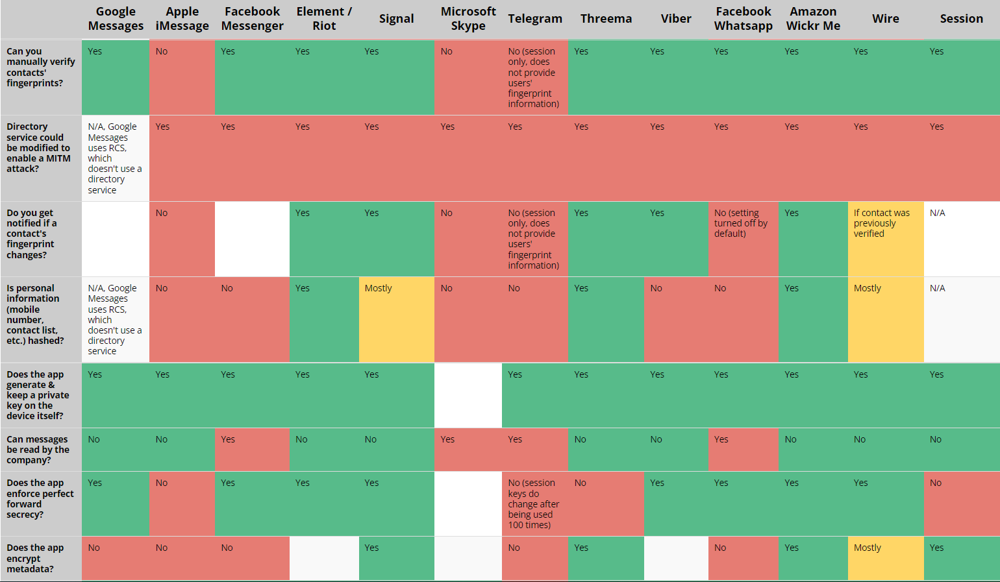 Google
Messages
Apple
iMessage
Facebook
Messenger
Element /
Riot
Signal
Microsoft
Skype
Telegram
Threema
Viber
Facebook
Whatsapp
Amazon
Wickr Me
Wire
Session
Can you
manually verify
contacts'
fingerprints?
Yes
No
Yes
Yes
Yes
No
No (session
only, does
not provide
users'
fingerprint
information)
Yes
Yes
Yes
Yes
Yes
Yes
Directory
service could
be modified to
enable a MITM
attack?
N/A, Google
Messages
uses RCS,
which
doesn't use a
directory
service
Yes
Yes
Yes
Yes
Yes
Yes
Yes
Yes
Yes
Yes
Yes
Yes
Do you get
notified if a
contact's
fingerprint
changes?
No
Yes
Yes
No
No (session
only, does
not provide
users'
fingerprint
information)
Yes
Yes
No (setting
turned off by
default)
Yes
If contact was
previously
verified
N/A
Is personal
information
(mobile
number,
contact list,
etc.) hashed?
N/A, Google
Messages
uses RCS,
which
doesn't use a
directory
service
No
No
Yes
Mostly
No
No
Yes
No
No
Yes
Mostly
N/A
Does the app
generate &
keep a private
key on the
device itself?
Yes
Yes
Yes
Yes
Yes
Yes
Yes
Yes
Yes
Yes
Yes
Yes
Can messages
be read by the
company?
No
No
Yes
No
No
Yes
Yes
No
No
Yes
No
No
No
Does the app
enforce perfect
forward
secrecy?
Yes
No
Yes
Yes
Yes
No (session
keys do
change after
being used
100 times)
No
Yes
Yes
Yes
Yes
No
Does the app
encrypt
metadata?
No
No
No
Yes
No
Yes
No
Yes
Mostly
Yes